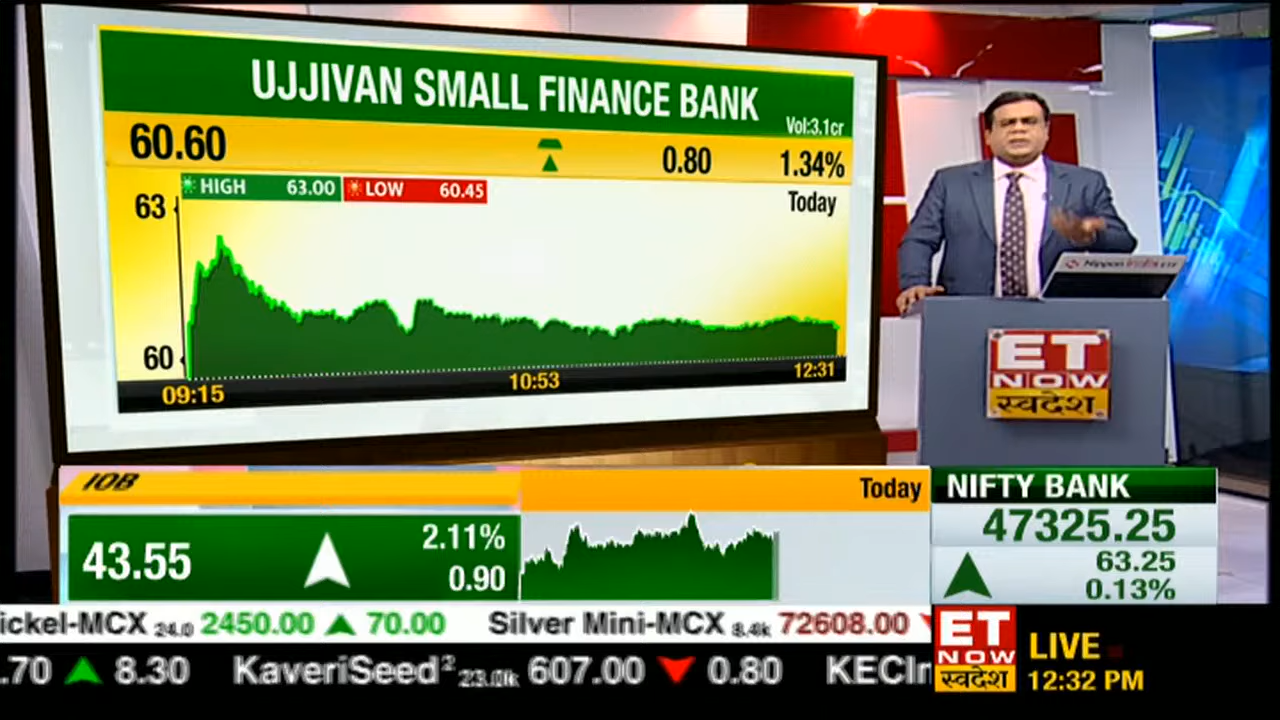 UJJIVAN SMALL FINANCE BANK
Vol:3.1cr
60.60 0.80 1.34%
HIGH 63.00 LOW 60.45
Today
63
60
09:15 10:53 12:31
ET
NOW
स्वदेश
IOB Today
43.55 2.11%
0.90
NIFTY BANK
47325.25
63.25
0.13%
ickel-MCX 24.0 2450.00 70.00 Silver Mini-MCX 8.4k 72608.00
.70 8.30 KaveriSeed² 23.0k 607.00 0.80 KECIn
ET
NOW
स्वदेश
LIVE
12:32 PM